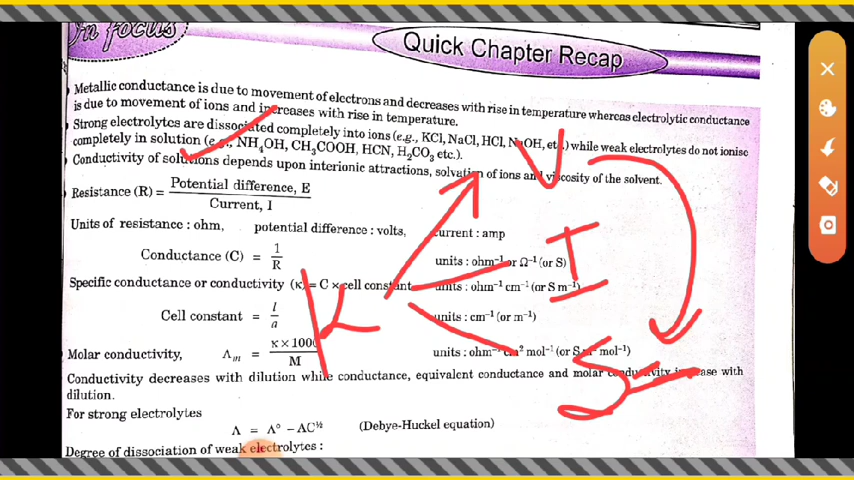 In focus
Quick Chapter Recap
Metallic conductance is due to movement of electrons and decreases with rise in temperature whereas electrolytic conductance
is due to movement of ions and increases with rise in temperature.
Strong electrolytes are dissociated completely into ions (e.g., KCl, NaCl, HCl, NaOH, etc.) while weak electrolytes do not ionise
completely in solution (e.g., NH₄OH, CH₃COOH, HCN, H₂CO₃ etc.).
Conductivity of solutions depends upon interionic attractions, solvation of ions and viscosity of the solvent.
Resistance (R) = Potential difference, E / Current, I
Units of resistance : ohm, potential difference : volts, current : amp
Conductance (C) = 1/R units : ohm⁻¹ or Ω⁻¹ (or S)
Specific conductance or conductivity (κ) = C × cell constant units : ohm⁻¹ cm⁻¹ (or S m⁻¹)
Cell constant = l/a units : cm⁻¹ (or m⁻¹)
Molar conductivity, Λm = κ × 1000 / M units : ohm⁻¹ cm² mol⁻¹ (or S m² mol⁻¹)
Conductivity decreases with dilution while conductance, equivalent conductance and molar conductivity increase with
dilution.
For strong electrolytes
Λ = Λ° – AC½ (Debye-Huckel equation)
Degree of dissociation of weak electrolytes :
K
V
I
S